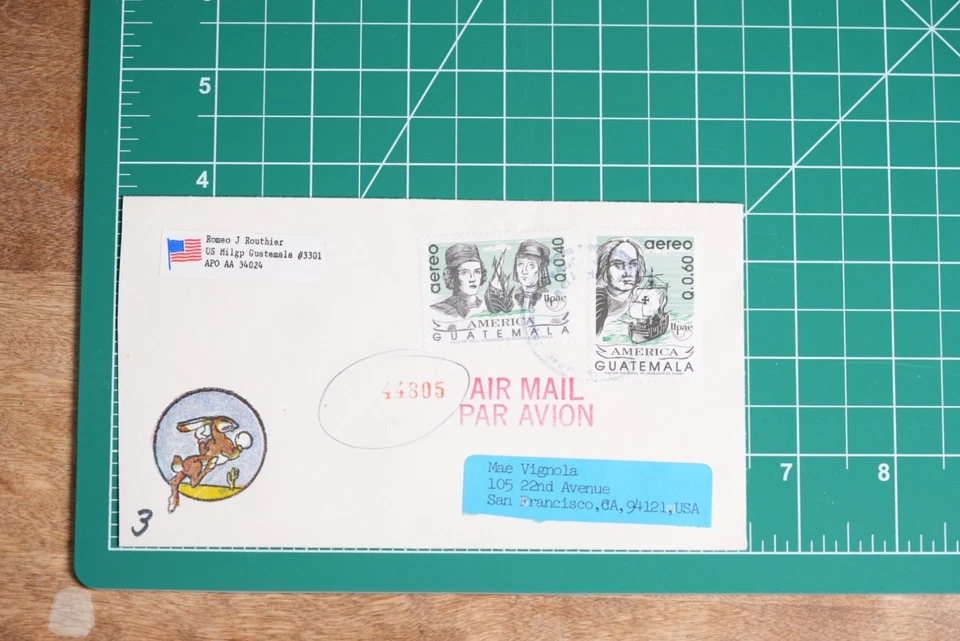 5
4
Romeo J Routhier
US Milgp Guatemala #3301
APO AA 34024
aereo
Q.0.40
Upae
AMERICA
GUATEMALA
aereo
Q.0.60
Upae
AMERICA
GUATEMALA
44805
AIR MAIL
PAR AVION
Mae Vignola
105 22nd Avenue
San Francisco,CA,94121,USA
3
7
8